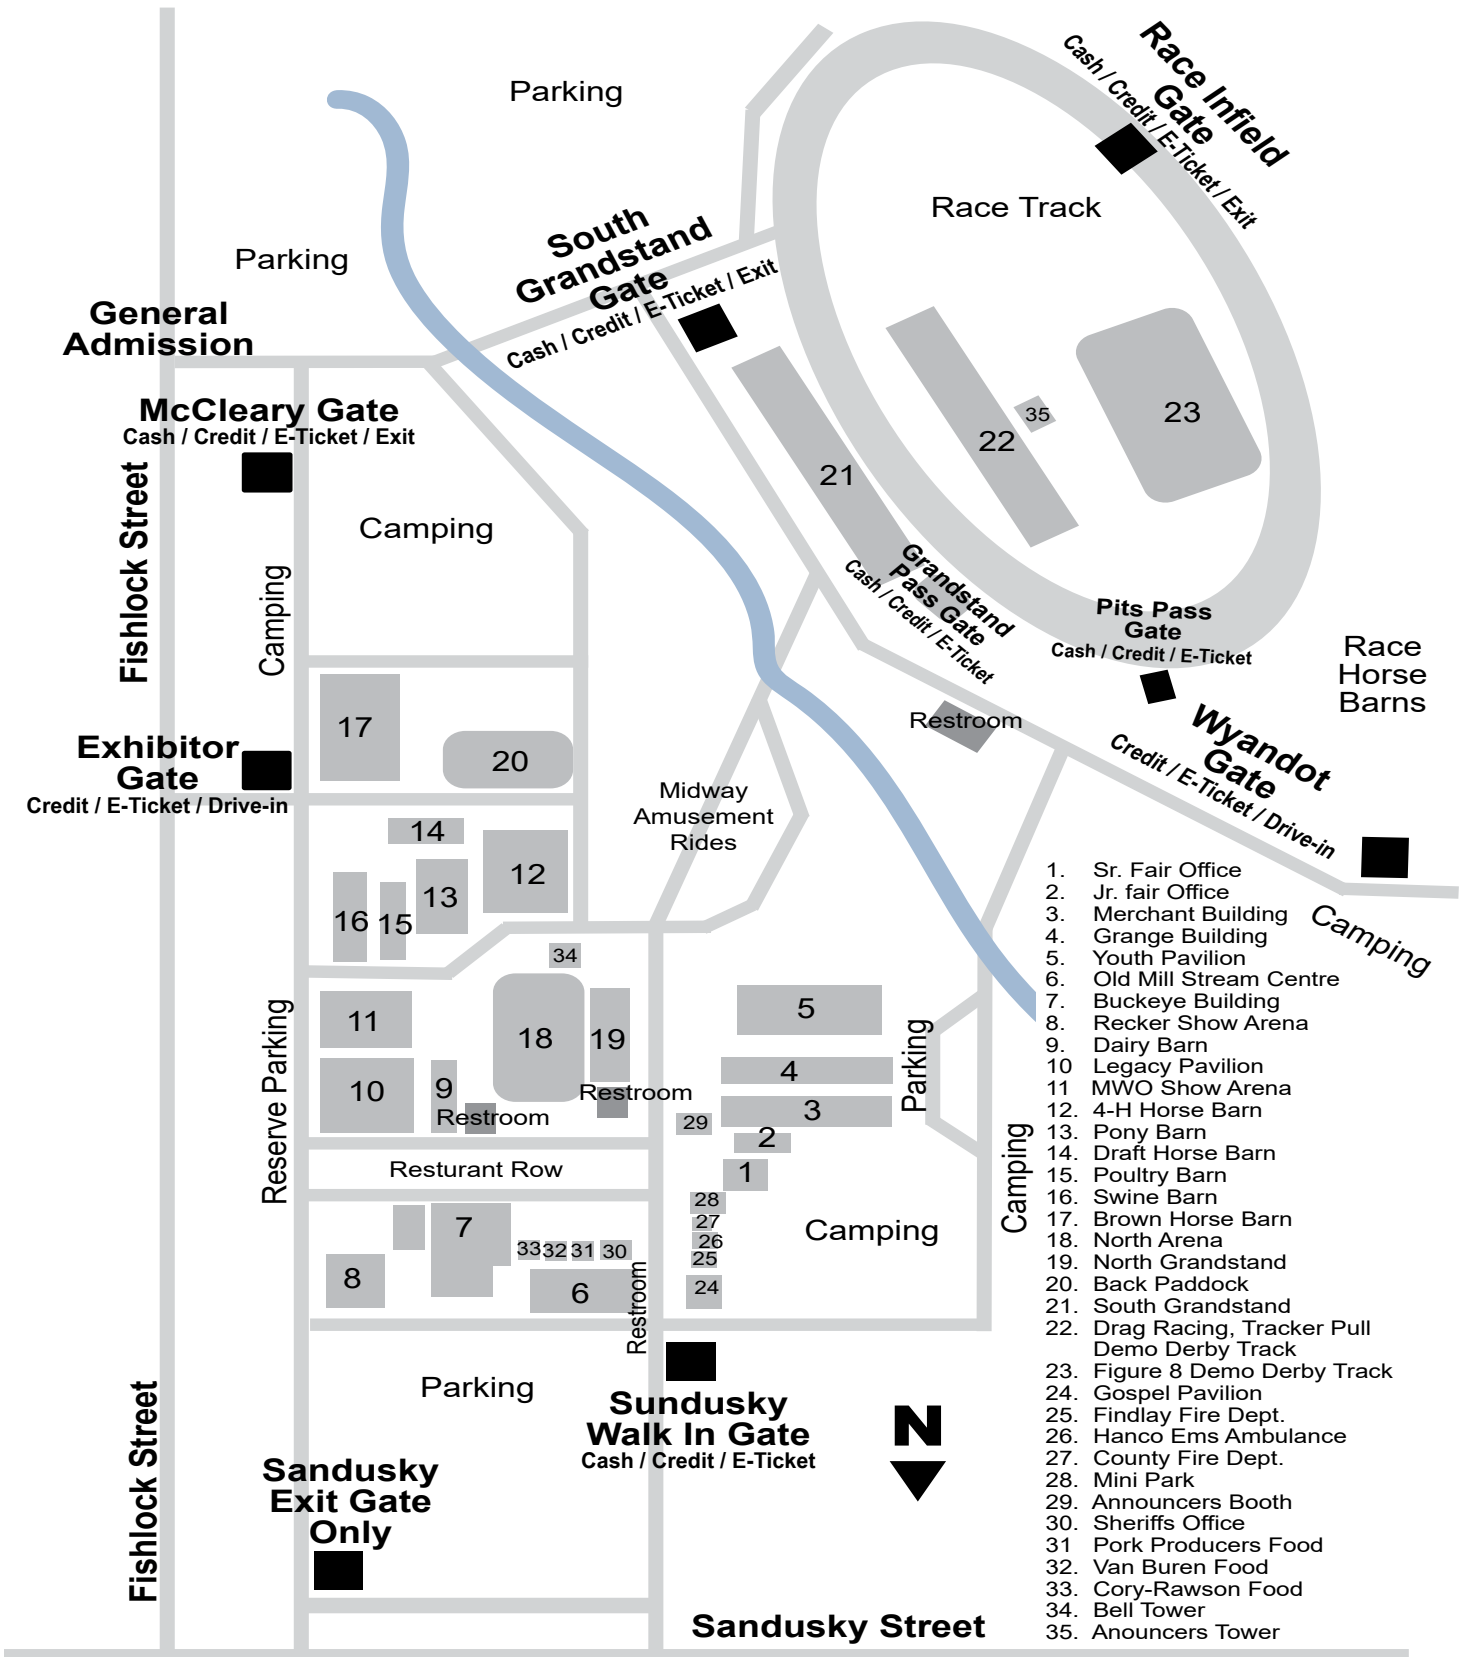 Race Infield
Gate
Cash / Credit / E-Ticket / Exit
Parking
Race Track
Parking
South
Grandstand
Gate
Cash / Credit / E-Ticket / Exit
General
Admission
McCleary Gate
Cash / Credit / E-Ticket / Exit
Fishlock Street
Camping
Camping
21
22
35
23
Grandstand
Pass Gate
Cash / Credit / E-Ticket
Pits Pass
Gate
Cash / Credit / E-Ticket
Race
Horse
Barns
Restroom
Wyandot
Gate
Credit / E-Ticket / Drive-in
Camping
17
20
Exhibitor
Gate
Credit / E-Ticket / Drive-in
Midway
Amusement
Rides
14
12
13
16
15
34
11
18
19
10
9
Restroom
Restroom
Reserve Parking
5
4
3
29
2
1
Parking
Camping
Resturant Row
28
27
26
25
24
Camping
7
33
32
31
30
8
6
Restroom
Parking
Sundusky
Walk In Gate
Cash / Credit / E-Ticket
N
Fishlock Street
Sandusky
Exit Gate
Only
Sandusky Street
1. Sr. Fair Office
2. Jr. fair Office
3. Merchant Building
4. Grange Building
5. Youth Pavilion
6. Old Mill Stream Centre
7. Buckeye Building
8. Recker Show Arena
9. Dairy Barn
10 Legacy Pavilion
11 MWO Show Arena
12. 4-H Horse Barn
13. Pony Barn
14. Draft Horse Barn
15. Poultry Barn
16. Swine Barn
17. Brown Horse Barn
18. North Arena
19. North Grandstand
20. Back Paddock
21. South Grandstand
22. Drag Racing, Tracker Pull
Demo Derby Track
23. Figure 8 Demo Derby Track
24. Gospel Pavilion
25. Findlay Fire Dept.
26. Hanco Ems Ambulance
27. County Fire Dept.
28. Mini Park
29. Announcers Booth
30. Sheriffs Office
31 Pork Producers Food
32. Van Buren Food
33. Cory-Rawson Food
34. Bell Tower
35. Anouncers Tower